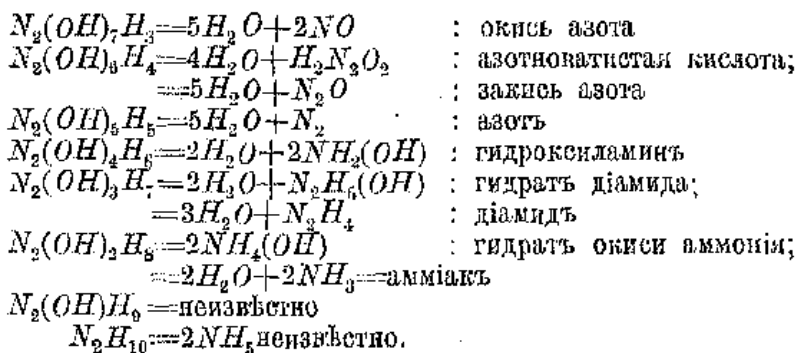 N₂(OH)₇H₃=5H₂O+2NO : окись азота
N₂(OH)₆H₄=4H₂O+H₂N₂O₂ : азотноватистая кислота;
=5H₂O+N₂O : закись азота
N₂(OH)₅H₅=5H₂O+N₂ : азотъ
N₂(OH)₄H₆=2H₂O+2NH₂(OH) : гидроксиламинъ
N₂(OH)₃H₇=2H₂O+N₂H₅(OH) : гидратъ діамида;
=3H₂O+N₂H₄ : діамидъ
N₂(OH)₂H₈=2NH₄(OH) : гидратъ окиси аммонія;
=2H₂O+2NH₃=амміакъ
N₂(OH)H₉=неизвѣстно
N₂H₁₀=2NH₅неизвѣстно.